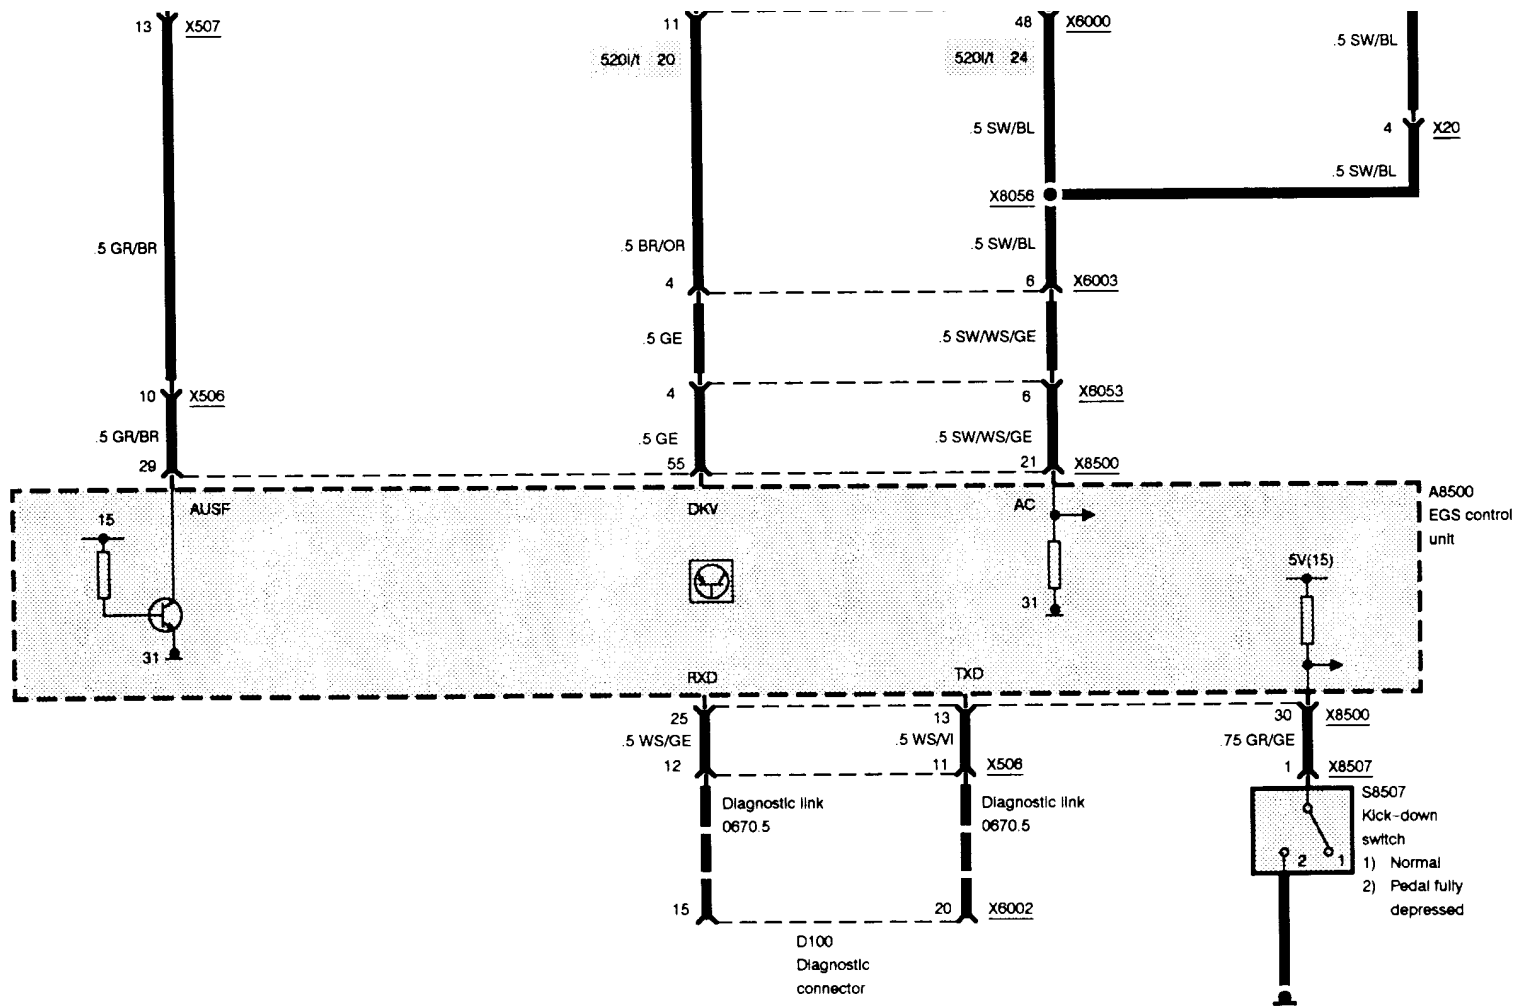 13 X507
11
48 X6000
.5 SW/BL
520i/t 20
520i/t 24
.5 SW/BL
4 X20
.5 SW/BL
X8056
.5 GR/BR
.5 BR/OR
.5 SW/BL
4
6 X6003
.5 GE
.5 SW/WS/GE
10 X506
4
6 X6053
.5 GR/BR
.5 GE
.5 SW/WS/GE
29
55
21 X8500
A8500
EGS control
unit
AUSF
DKV
AC
15
5V(15)
31
31
RXD
TXD
25
13
30 X8500
.5 WS/GE
.5 WS/VI
.75 GR/GE
12
11 X506
1 X8507
Diagnostic link
0670.5
Diagnostic link
0670.5
S8507
Kick-down
switch
1) Normal
2) Pedal fully
depressed
2 1
15
20 X6002
D100
Diagnostic
connector